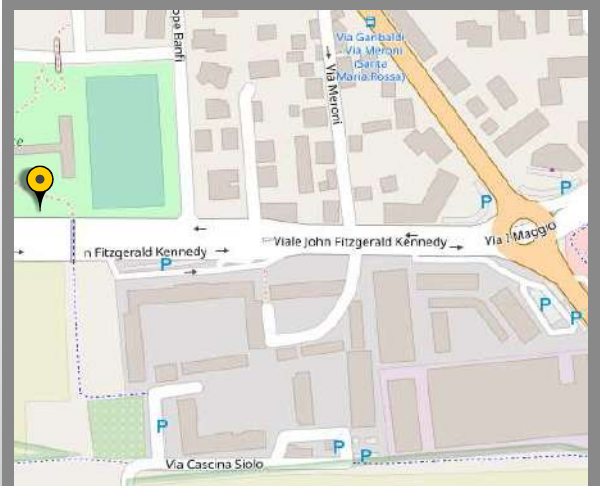 ppe Banfi
Via Garibaldi
- Via Meroni
(Santa
Maria Rossa)
Via Meroni
re
P
P
n Fitzgerald Kennedy
Viale John Fitzgerald Kennedy
Via I Maggio
P
P
P
P
P
P
Via Cascina Siolo